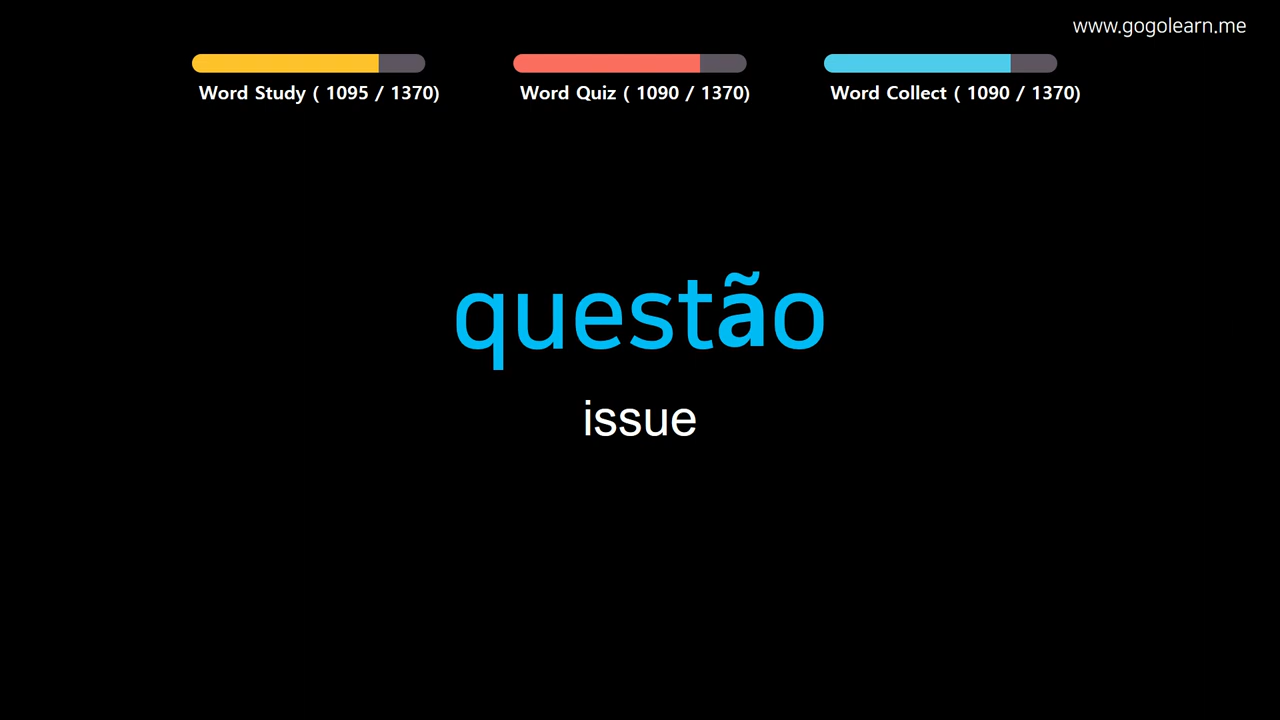 www.gogolearn.me
Word Study ( 1095 / 1370)
Word Quiz ( 1090 / 1370)
Word Collect ( 1090 / 1370)
questão
issue